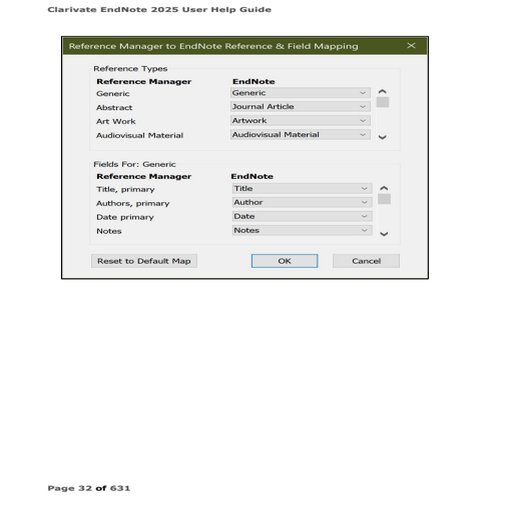 Clarivate EndNote 2025 User Help Guide
Reference Manager to EndNote Reference & Field Mapping
Reference Types
Reference Manager EndNote
Generic Generic
Abstract Journal Article
Art Work Artwork
Audiovisual Material Audiovisual Material
Fields For: Generic
Reference Manager EndNote
Title, primary Title
Authors, primary Author
Date primary Date
Notes Notes
Reset to Default Map OK Cancel
Page 32 of 631